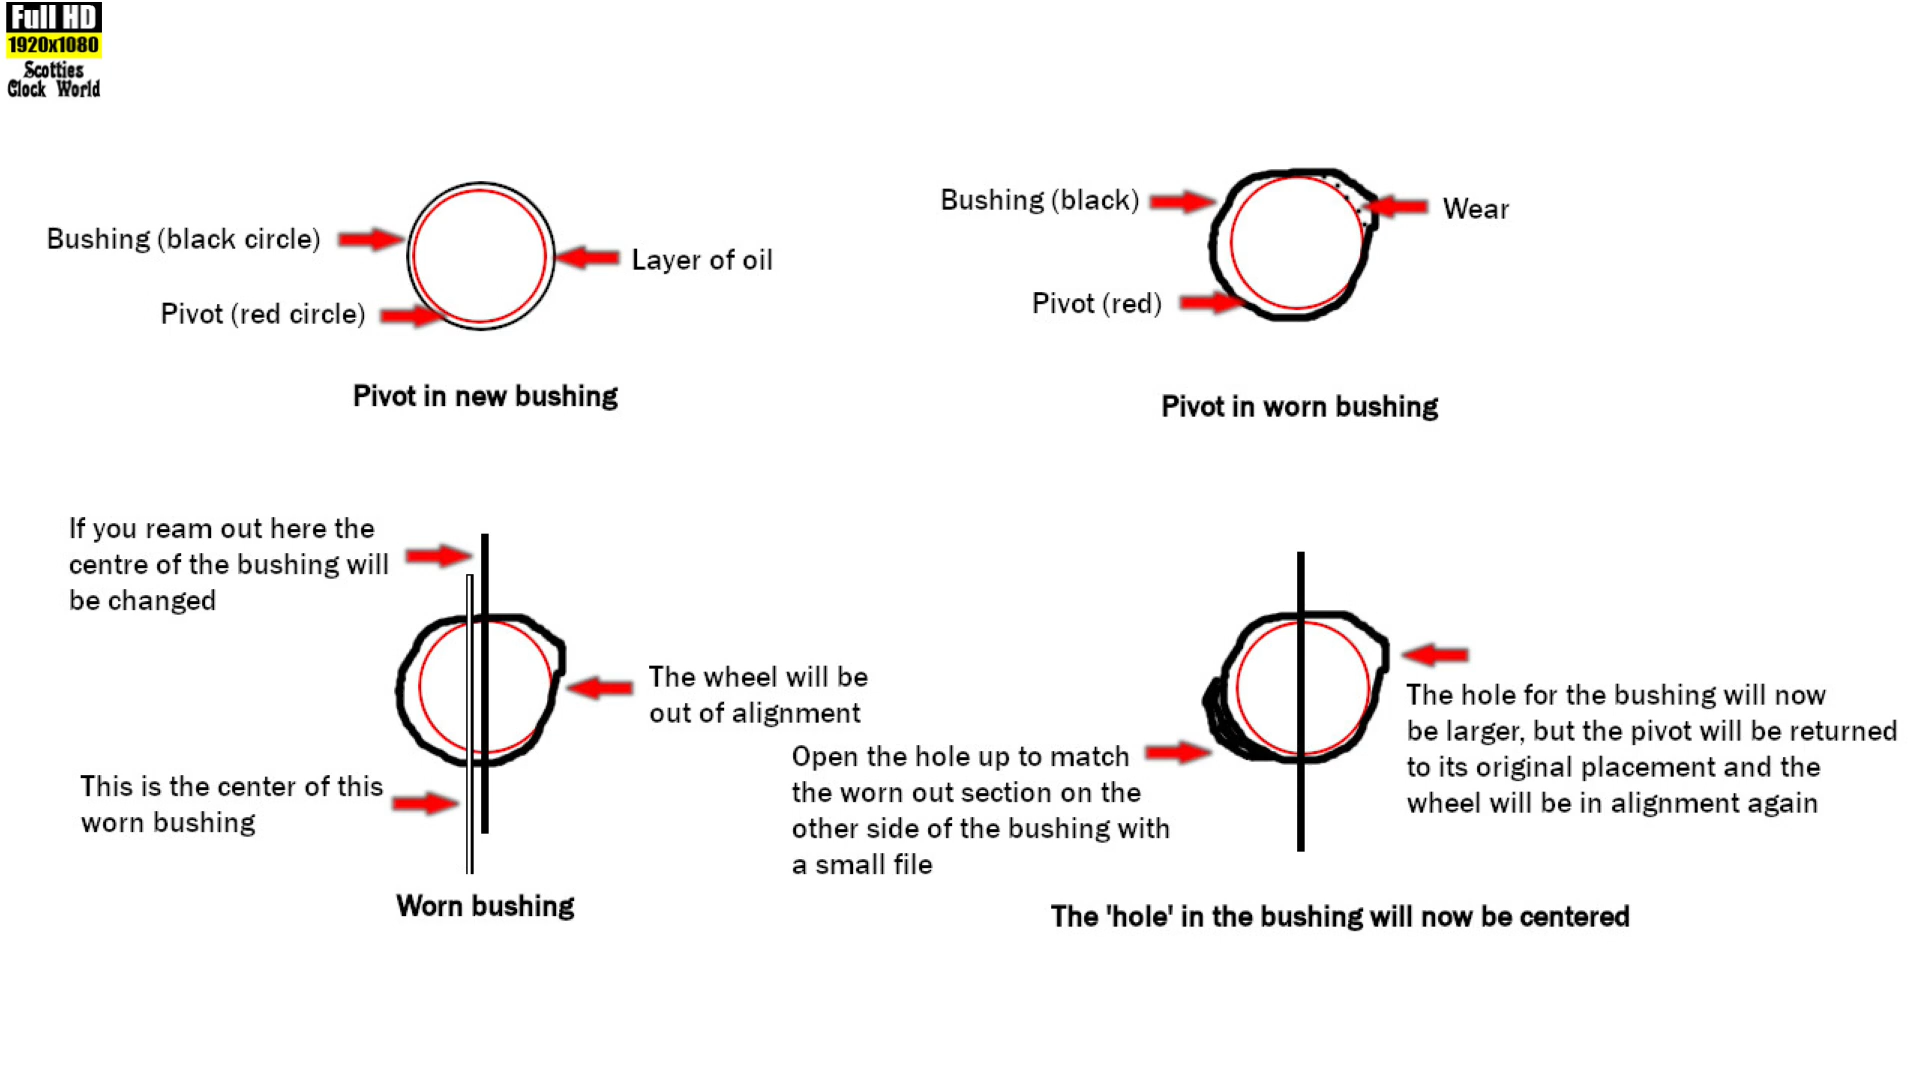 Full HD
1920x1080
Scotties
Clock World
Bushing (black circle)
Layer of oil
Pivot (red circle)
Pivot in new bushing
Bushing (black)
Wear
Pivot (red)
Pivot in worn bushing
If you ream out here the
centre of the bushing will
be changed
The wheel will be
out of alignment
This is the center of this
worn bushing
Worn bushing
Open the hole up to match
the worn out section on the
other side of the bushing with
a small file
The hole for the bushing will now
be larger, but the pivot will be returned
to its original placement and the
wheel will be in alignment again
The 'hole' in the bushing will now be centered